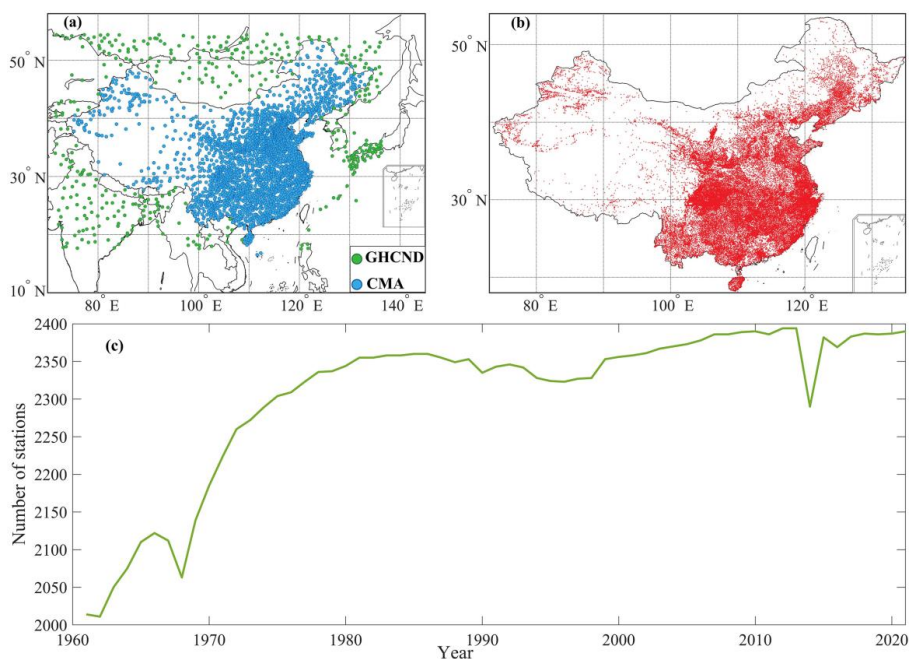 (a)
50° N
30° N
10° N
80° E
100° E
120° E
140° E
GHCND
CMA
(b)
50° N
30° N
80° E
100° E
120° E
(c)
Number of stations
2400
2350
2300
2250
2200
2150
2100
2050
2000
1960
1970
1980
1990
2000
2010
2020
Year